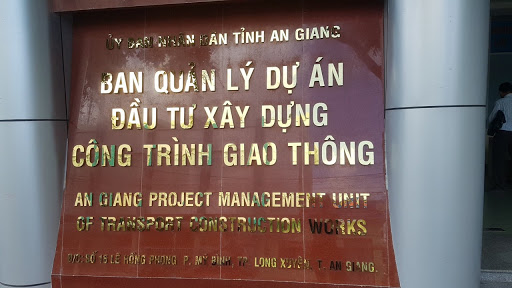 ỦY BAN NHÂN DÂN TỈNH AN GIANG
BAN QUẢN LÝ DỰ ÁN
ĐẦU TƯ XÂY DỰNG
CÔNG TRÌNH GIAO THÔNG
AN GIANG PROJECT MANAGEMENT UNIT
OF TRANSPORT CONSTRUCTION WORKS
SỐ 15 LÊ HỒNG PHONG P. MỸ BÌNH, TP. LONG XUYÊN, T. AN GIANG.